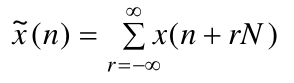 x̃(n) = ∑_{r=-∞}^{∞} x(n + rN)